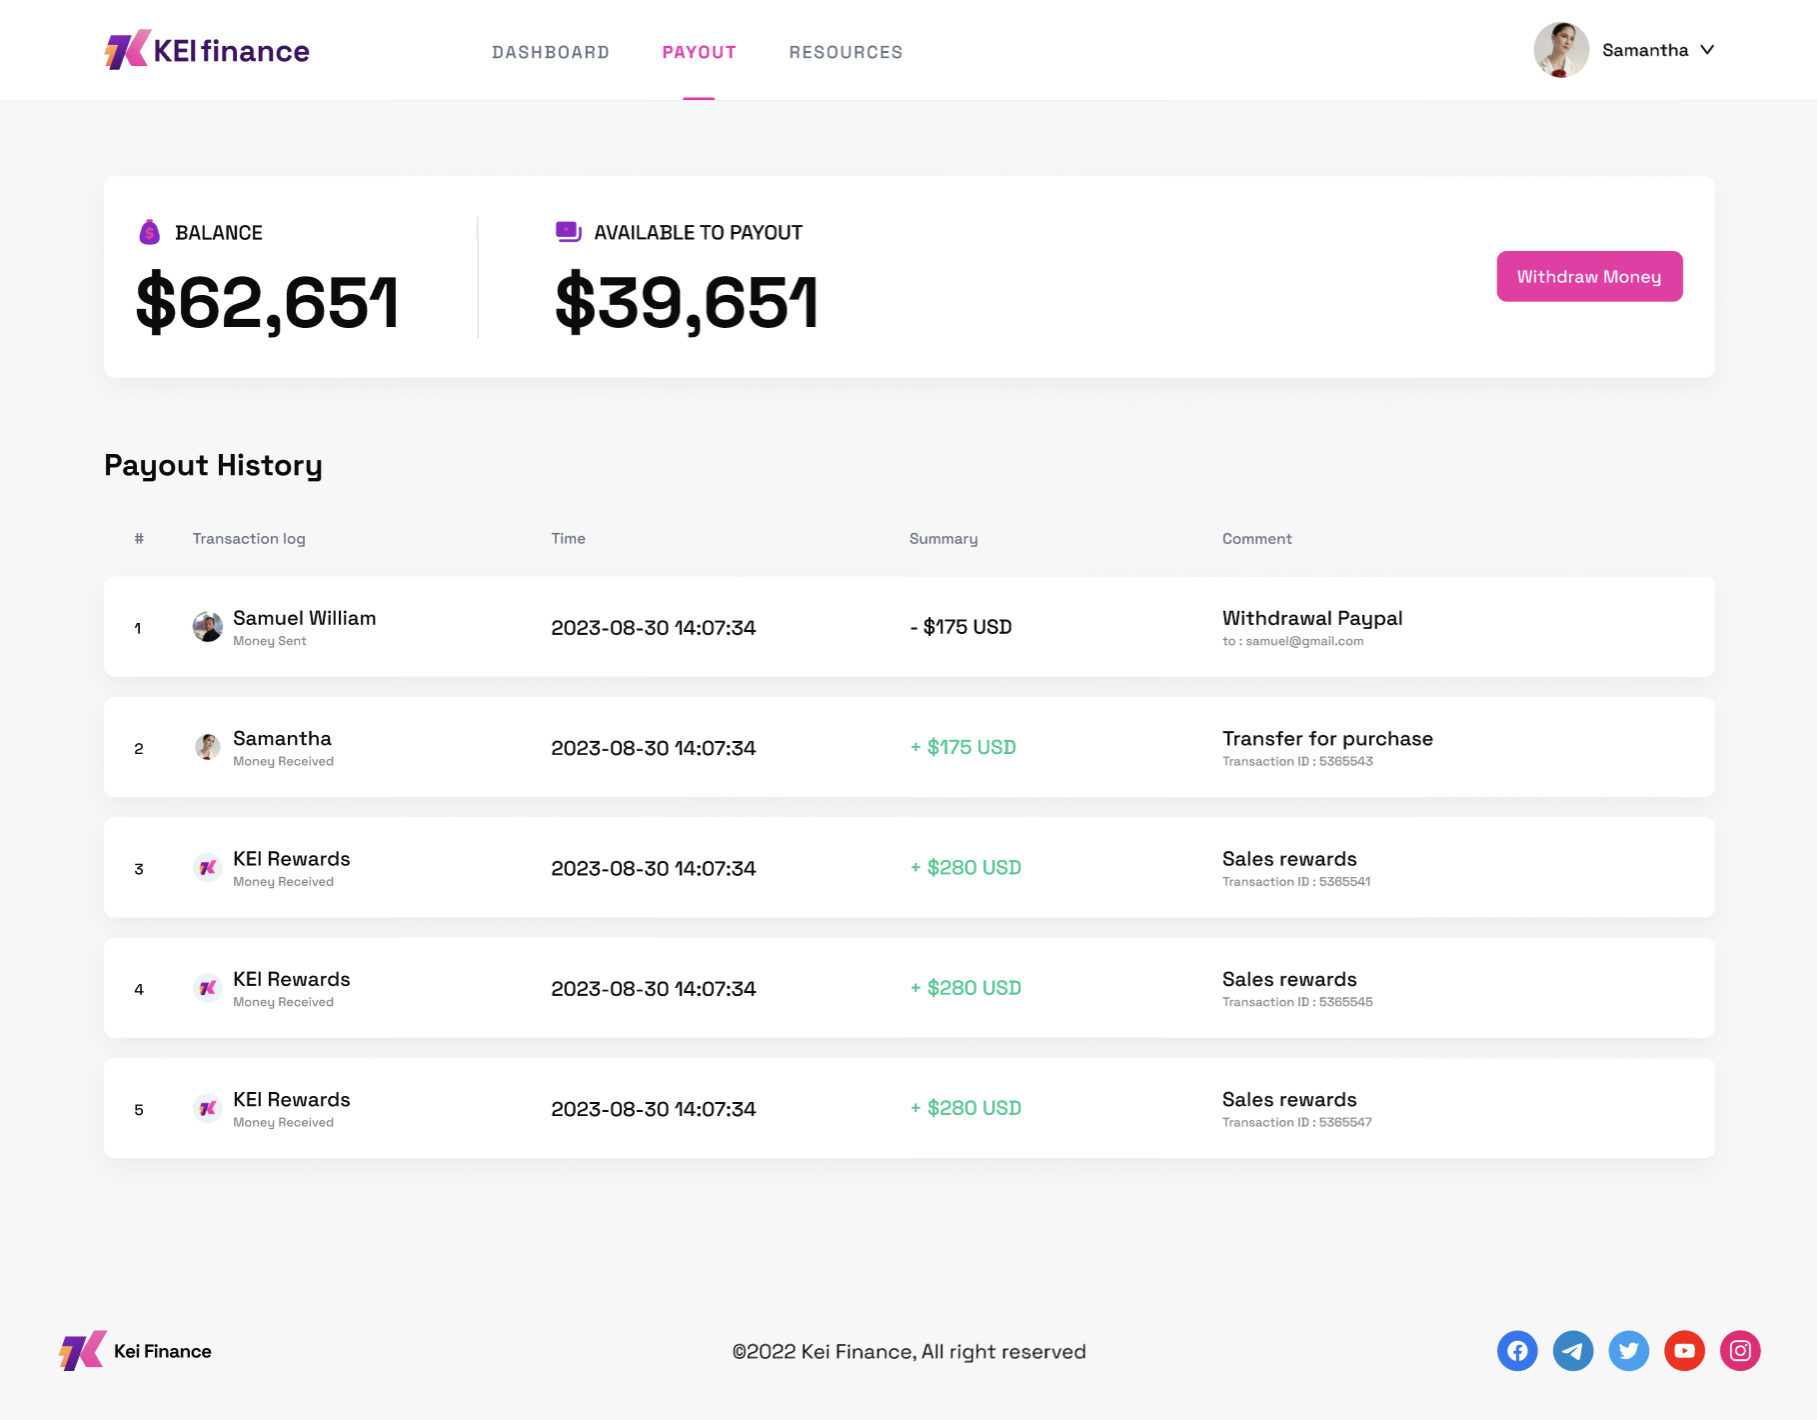 KEI finance
DASHBOARD
PAYOUT
RESOURCES
Samantha
BALANCE
$62,651
AVAILABLE TO PAYOUT
$39,651
Withdraw Money
Payout History
# Transaction log Time Summary Comment
1 Samuel William 2023-08-30 14:07:34 - $175 USD Withdrawal Paypal
Money Sent to : samuel@gmail.com
2 Samantha 2023-08-30 14:07:34 + $175 USD Transfer for purchase
Money Received Transaction ID : 5365543
3 KEI Rewards 2023-08-30 14:07:34 + $280 USD Sales rewards
Money Received Transaction ID : 5365541
4 KEI Rewards 2023-08-30 14:07:34 + $280 USD Sales rewards
Money Received Transaction ID : 5365545
5 KEI Rewards 2023-08-30 14:07:34 + $280 USD Sales rewards
Money Received Transaction ID : 5365547
Kei Finance
©2022 Kei Finance, All right reserved